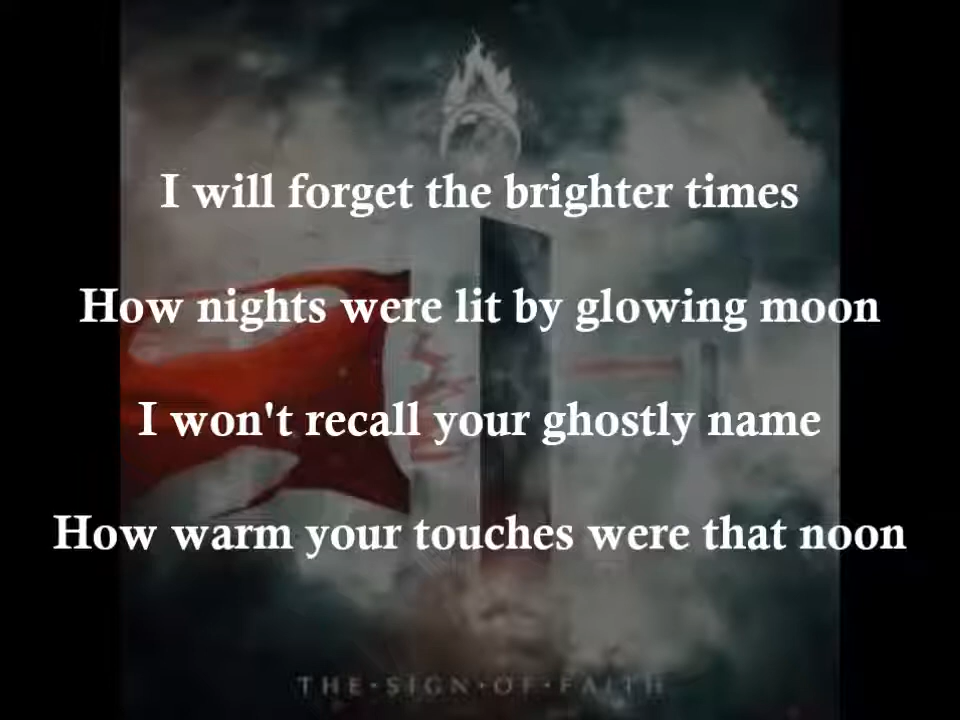 I will forget the brighter times
How nights were lit by glowing moon
I won't recall your ghostly name
How warm your touches were that noon
THE·SIGN·OF·FAITH